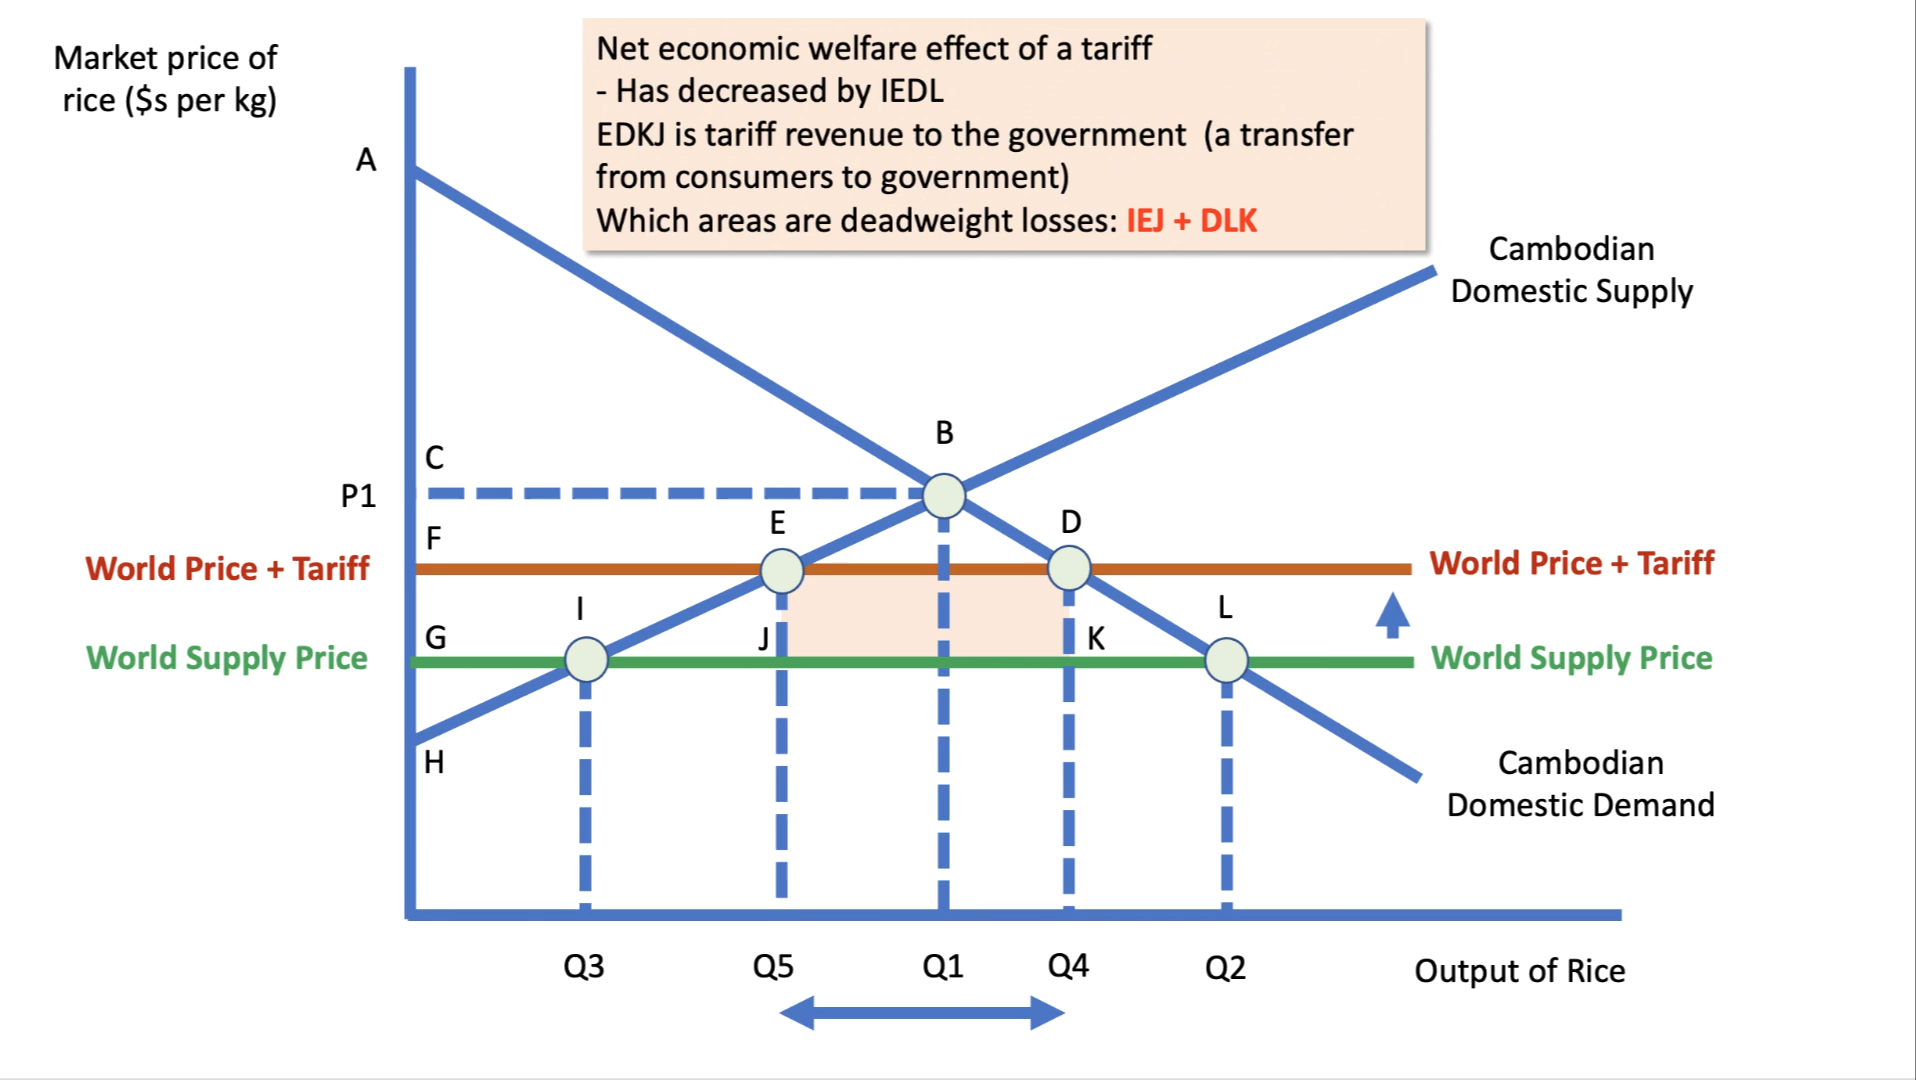 Market price of
rice ($s per kg)
Net economic welfare effect of a tariff
- Has decreased by IEDL
EDKJ is tariff revenue to the government  (a transfer
from consumers to government)
Which areas are deadweight losses: IEJ + DLK
A
Cambodian
Domestic Supply
B
C
P1
E
D
F
World Price + Tariff
World Price + Tariff
I
L
G
J
K
World Supply Price
World Supply Price
H
Cambodian
Domestic Demand
Q3
Q5
Q1
Q4
Q2
Output of Rice